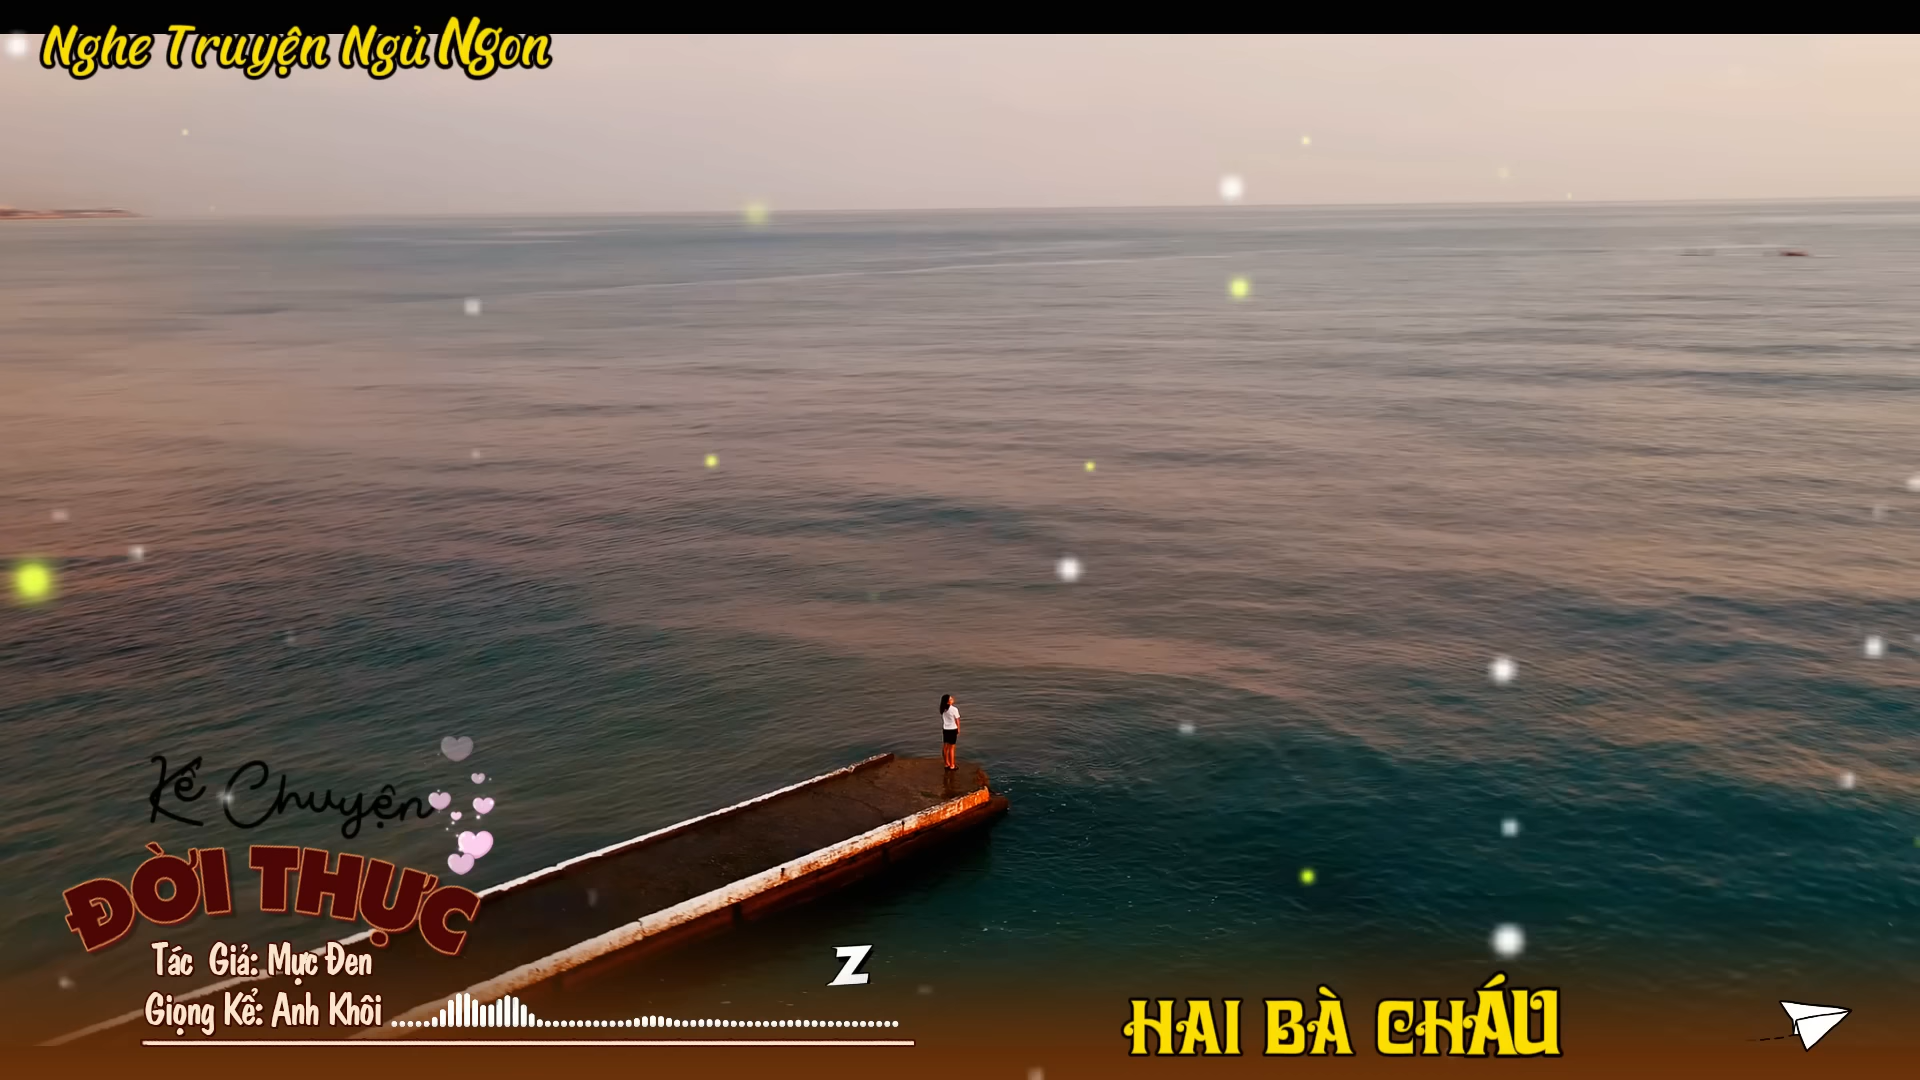 Nghe Truyện Ngủ Ngon
Kể Chuyện
ĐỜI THỰC
Tác Giả: Mực Đen
Giọng Kể: Anh Khôi
Z
HAI BÀ CHÁU